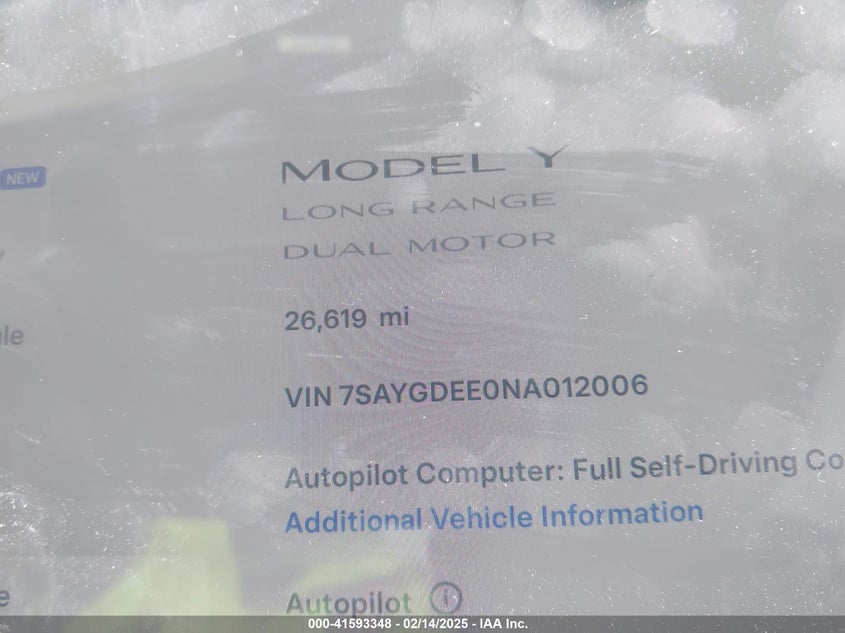 NEW
MODEL Y
LONG RANGE
DUAL MOTOR
26,619 mi
VIN 7SAYGDEE0NA012006
Autopilot Computer: Full Self-Driving Co
Additional Vehicle Information
Autopilot
000-41593348 - 02/14/2025 - IAA Inc.